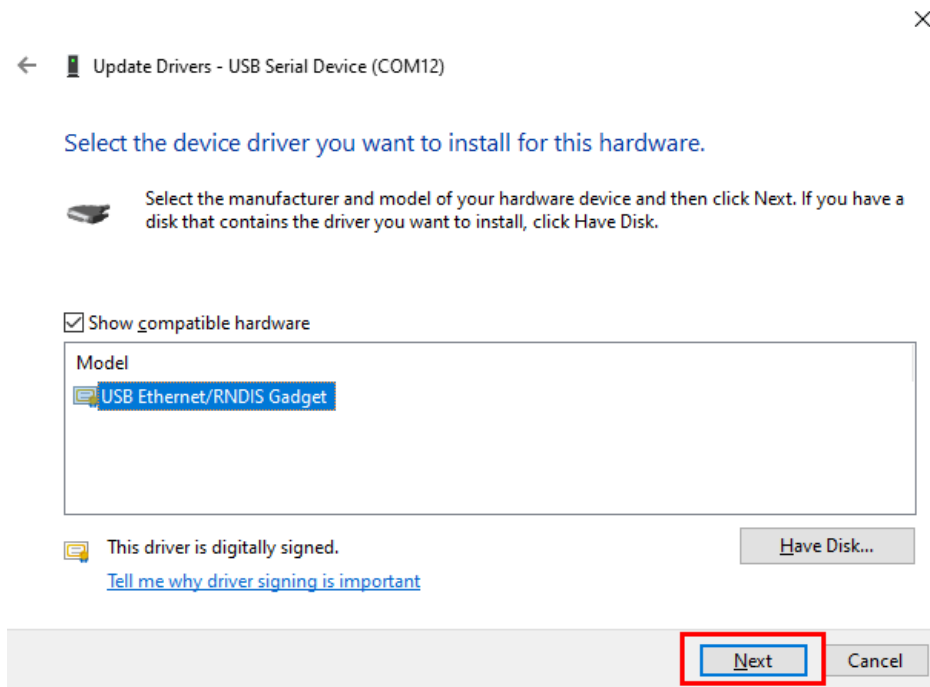 Update Drivers - USB Serial Device (COM12)
Select the device driver you want to install for this hardware.
Select the manufacturer and model of your hardware device and then click Next. If you have a
disk that contains the driver you want to install, click Have Disk.
Show compatible hardware
Model
USB Ethernet/RNDIS Gadget
This driver is digitally signed.
Have Disk...
Tell me why driver signing is important
Next
Cancel